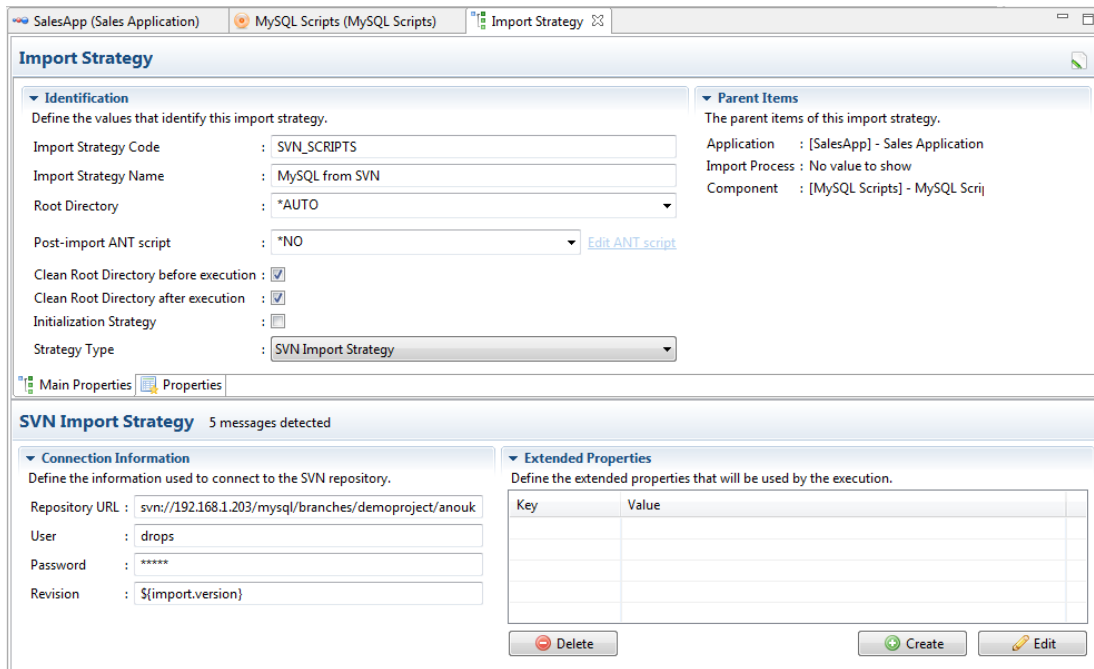 SalesApp (Sales Application)
MySQL Scripts (MySQL Scripts)
Import Strategy
Import Strategy
Identification
Define the values that identify this import strategy.
Import Strategy Code : SVN_SCRIPTS
Import Strategy Name : MySQL from SVN
Root Directory : *AUTO
Post-import ANT script : *NO Edit ANT script
Clean Root Directory before execution :
Clean Root Directory after execution :
Initialization Strategy :
Strategy Type : SVN Import Strategy
Parent Items
The parent items of this import strategy.
Application : [SalesApp] - Sales Application
Import Process : No value to show
Component : [MySQL Scripts] - MySQL Scrip
Main Properties
Properties
SVN Import Strategy 5 messages detected
Connection Information
Define the information used to connect to the SVN repository.
Repository URL : svn://192.168.1.203/mysql/branches/demoproject/anouk
User : drops
Password : *****
Revision : ${import.version}
Extended Properties
Define the extended properties that will be used by the execution.
Key Value
Delete
Create
Edit